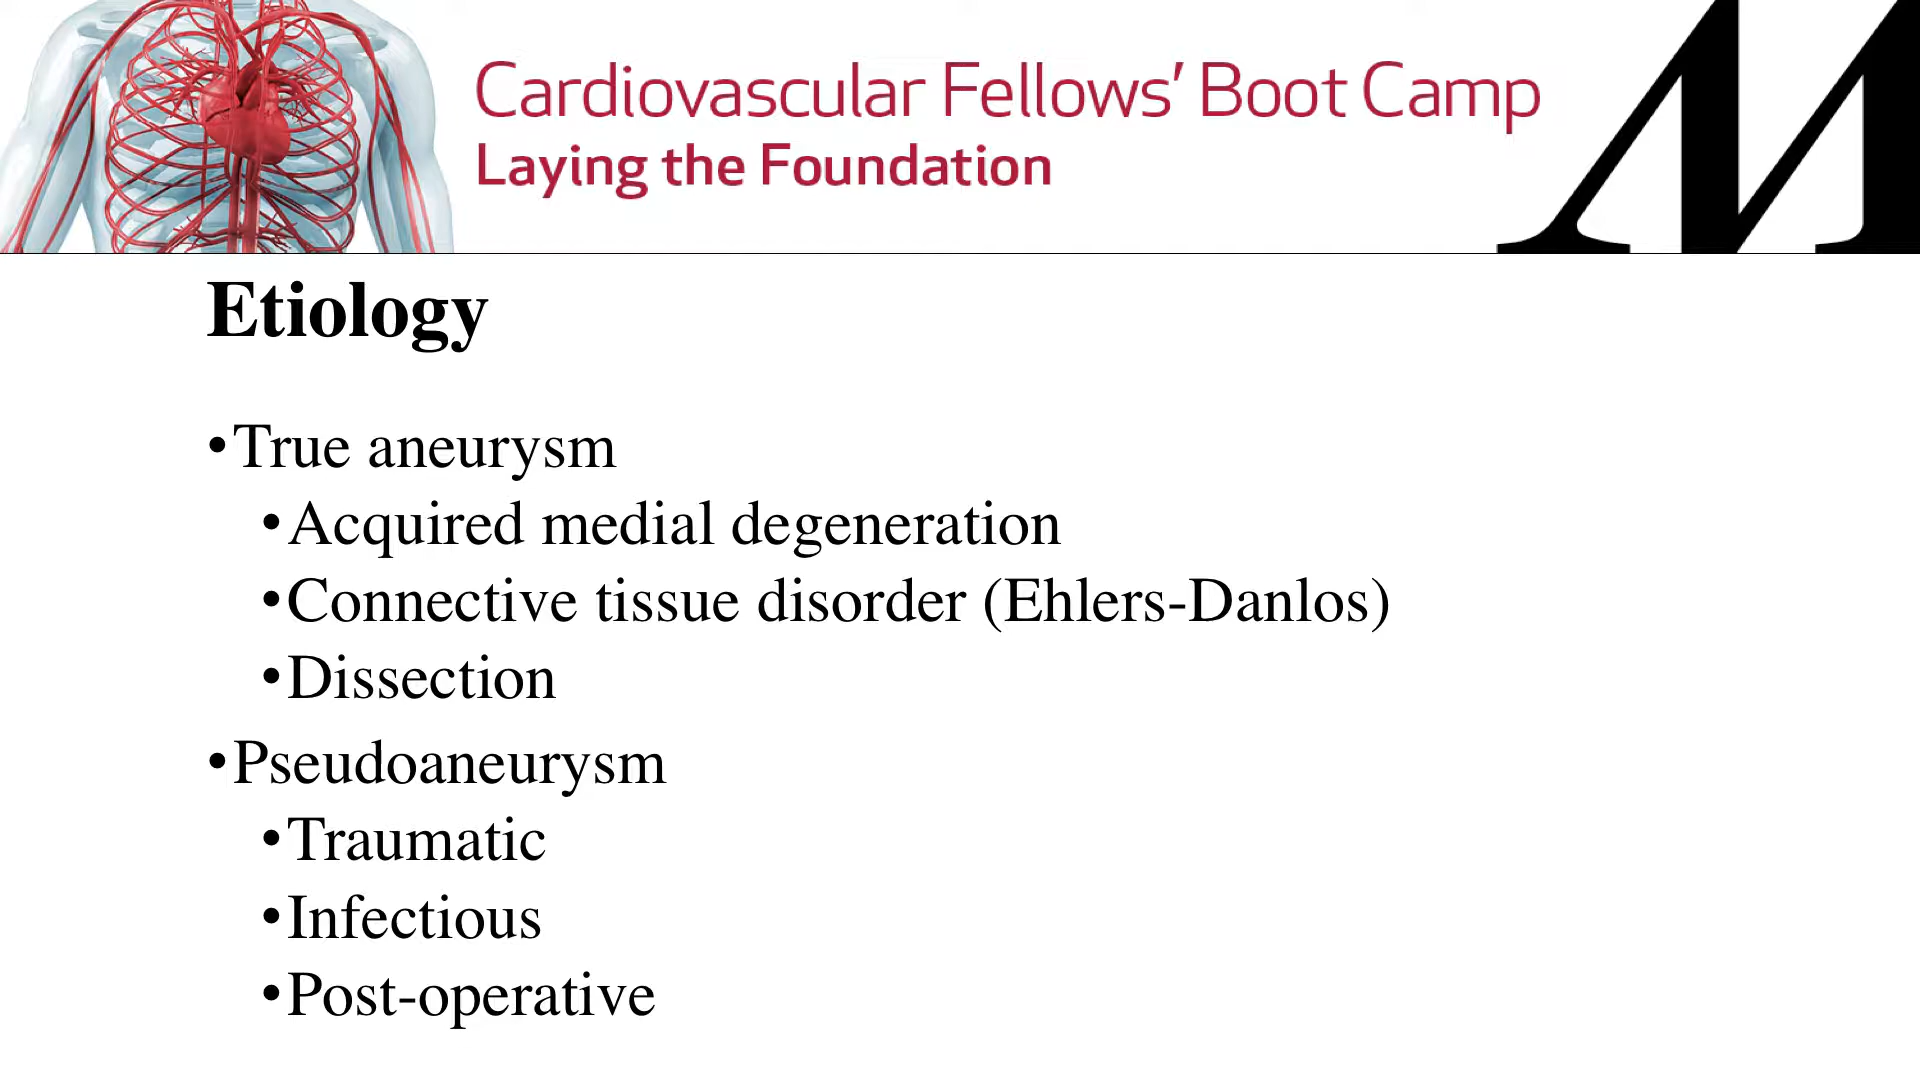 Cardiovascular Fellows’ Boot Camp
Laying the Foundation
M
Etiology
•True aneurysm
•Acquired medial degeneration
•Connective tissue disorder (Ehlers-Danlos)
•Dissection
•Pseudoaneurysm
•Traumatic
•Infectious
•Post-operative